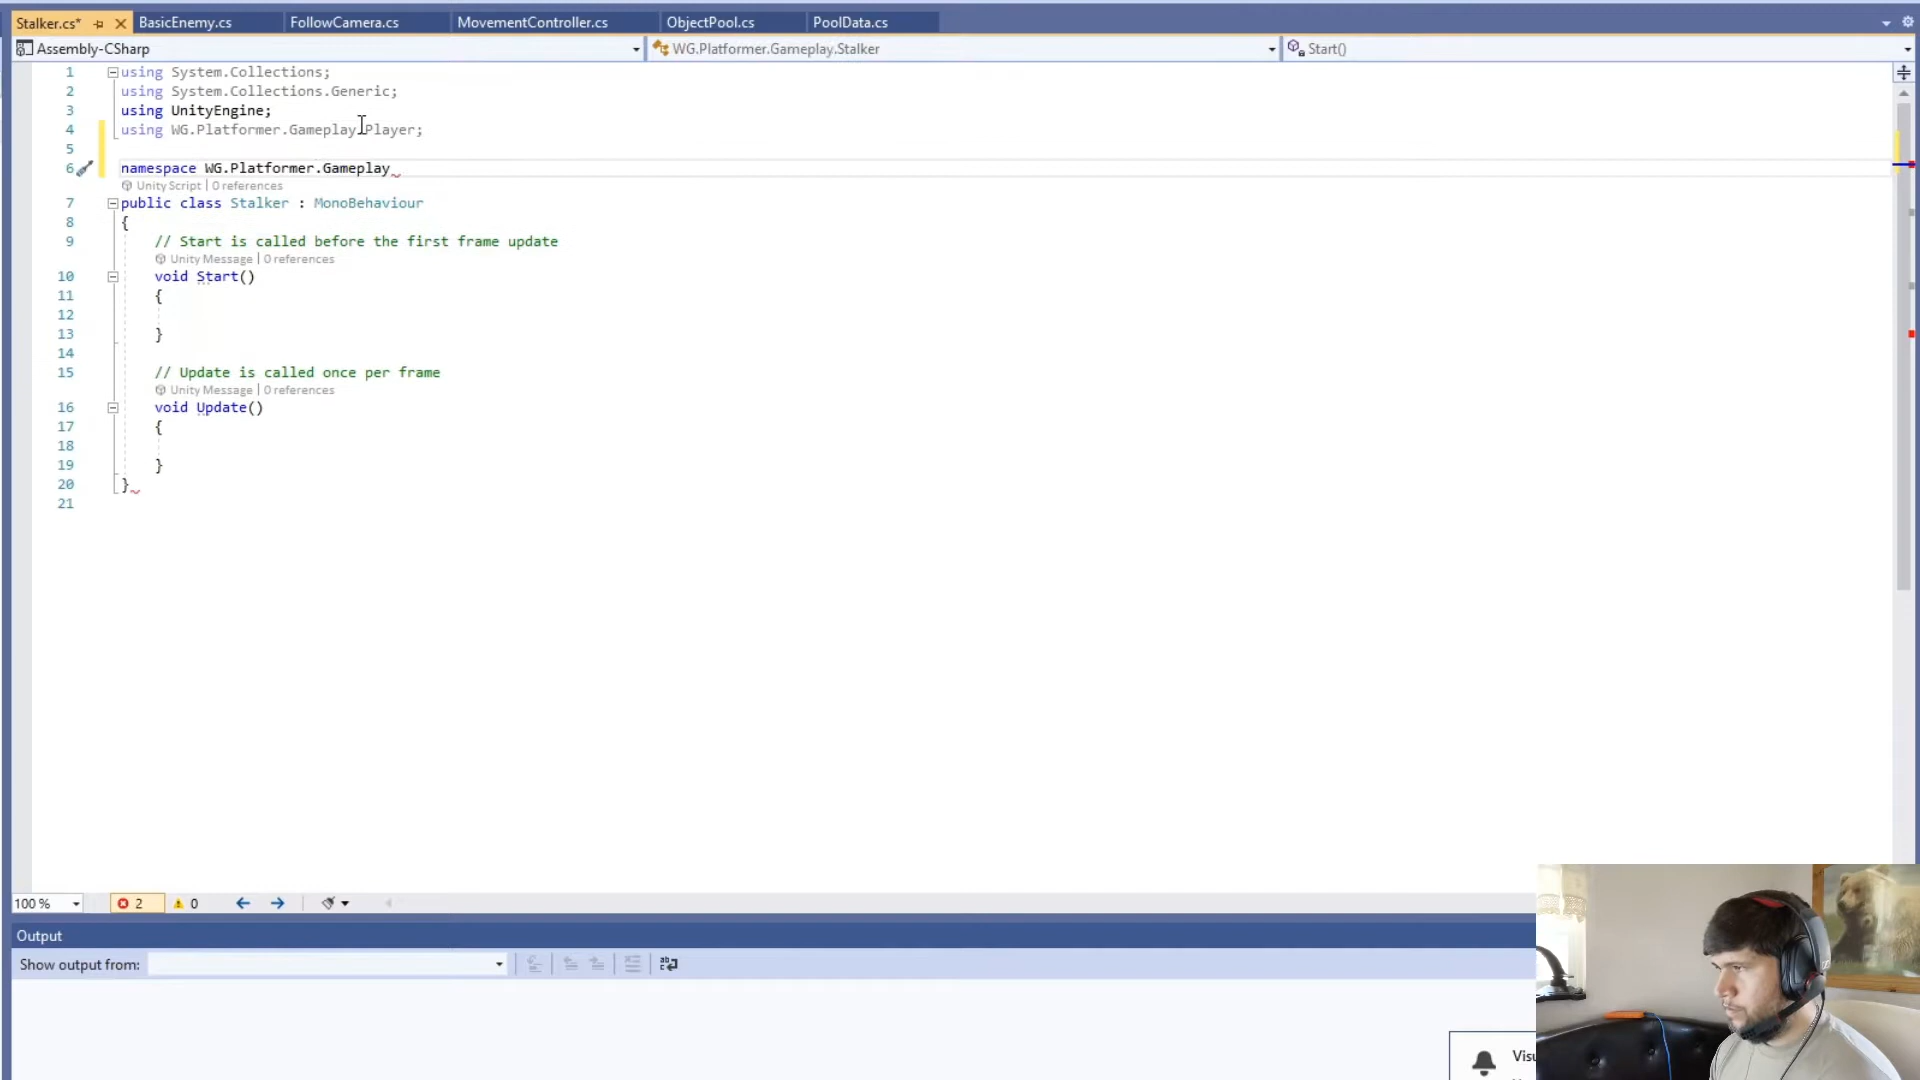 Stalker.cs* BasicEnemy.cs FollowCamera.cs MovementController.cs ObjectPool.cs PoolData.cs
Assembly-CSharp WG.Platformer.Gameplay.Stalker Start()
1 using System.Collections;
2 using System.Collections.Generic;
3 using UnityEngine;
4 using WG.Platformer.Gameplay.Player;
5
6 namespace WG.Platformer.Gameplay
Unity Script | 0 references
7 public class Stalker : MonoBehaviour
8 {
9 // Start is called before the first frame update
Unity Message | 0 references
10 void Start()
11 {
12
13 }
14
15 // Update is called once per frame
Unity Message | 0 references
16 void Update()
17 {
18
19 }
20 }
21
100 % 2 0
Output
Show output from: